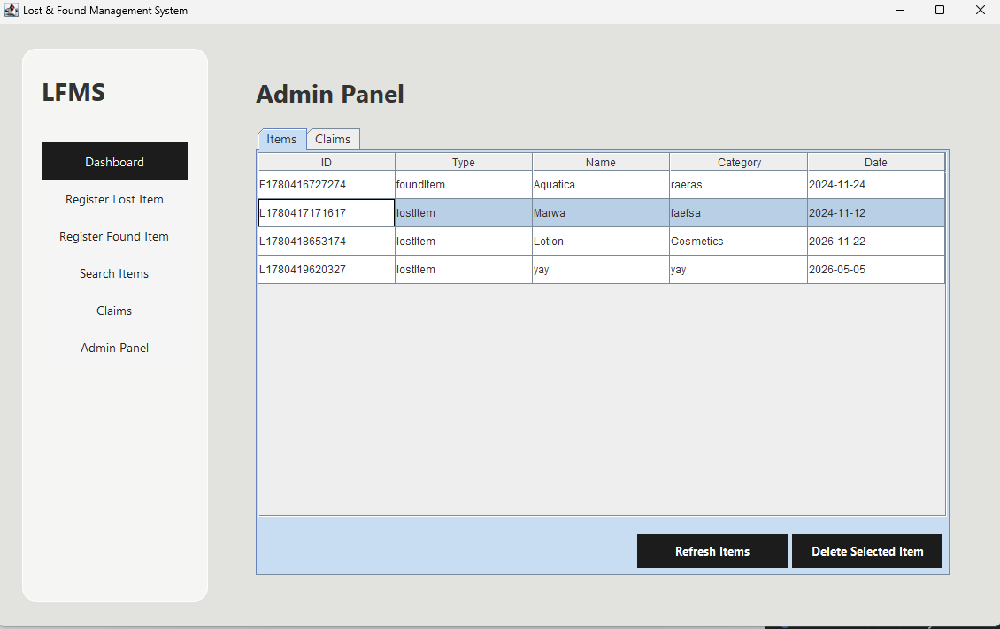 Lost & Found Management System
LFMS
Dashboard
Register Lost Item
Register Found Item
Search Items
Claims
Admin Panel
Admin Panel
Items Claims
ID Type Name Category Date
F1780416727274 foundItem Aquatica raeras 2024-11-24
L1780417171617 lostItem Marwa faefsa 2024-11-12
L1780418653174 lostItem Lotion Cosmetics 2026-11-22
L1780419620327 lostItem yay yay 2026-05-05
Refresh Items Delete Selected Item